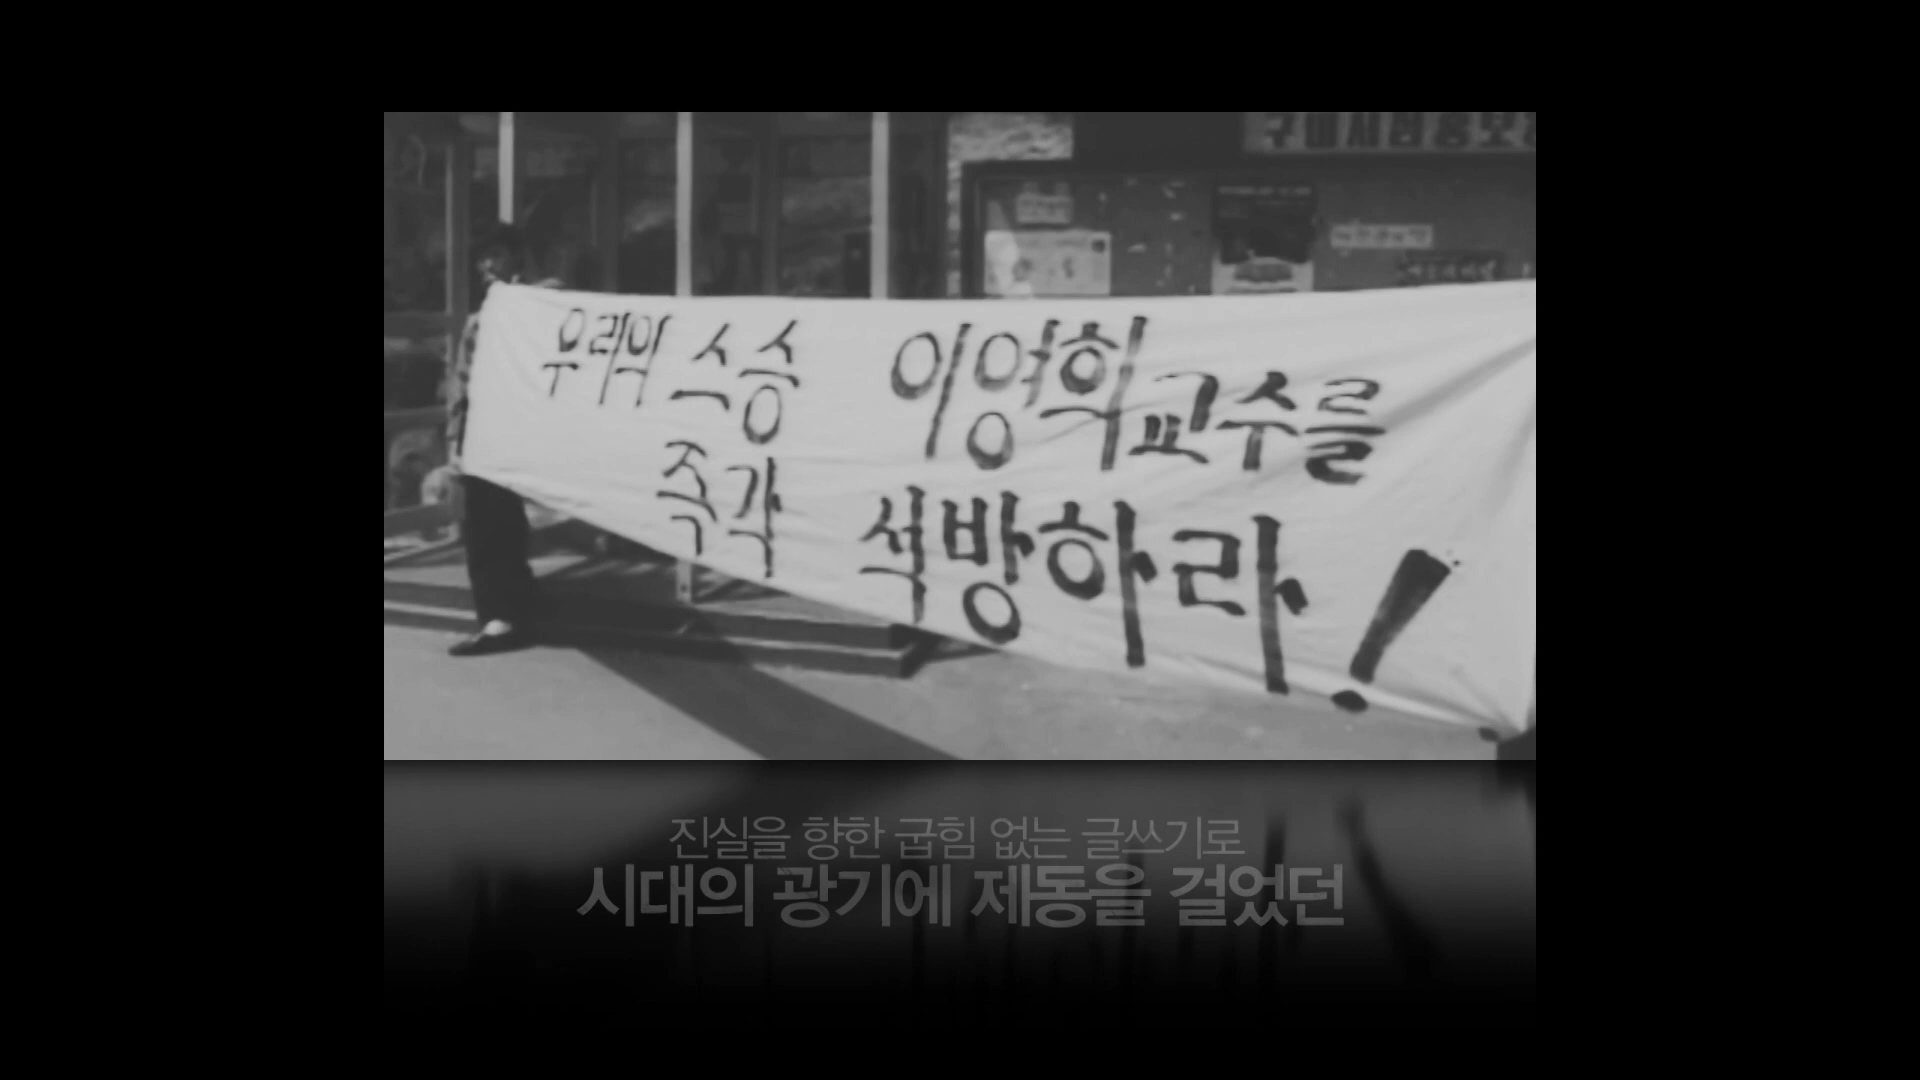 우리의 스승 이영희 교수를
즉각 석방하라!
진실을 향한 굽힘 없는 글쓰기로
시대의 광기에 제동을 걸었던